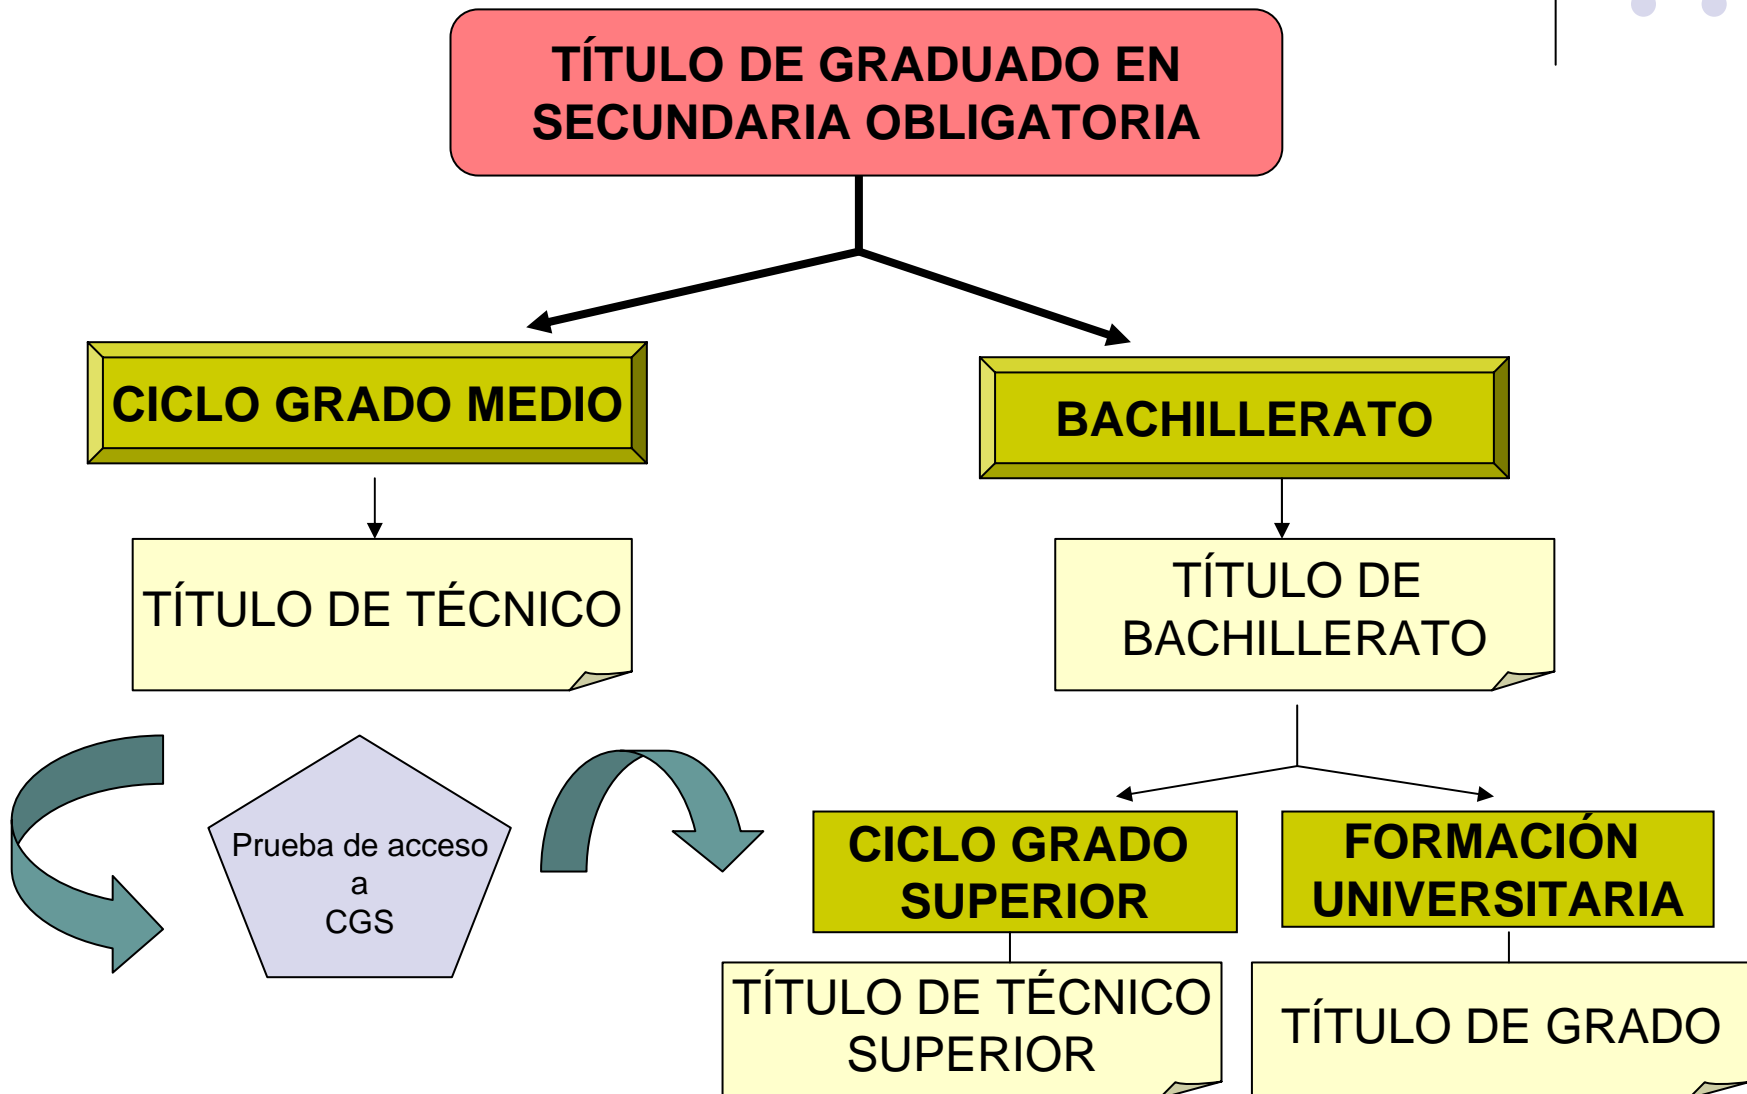 TÍTULO DE GRADUADO EN
SECUNDARIA OBLIGATORIA
CICLO GRADO MEDIO
BACHILLERATO
TÍTULO DE TÉCNICO
TÍTULO DE
BACHILLERATO
Prueba de acceso
a
CGS
CICLO GRADO
SUPERIOR
FORMACIÓN
UNIVERSITARIA
TÍTULO DE TÉCNICO
SUPERIOR
TÍTULO DE GRADO